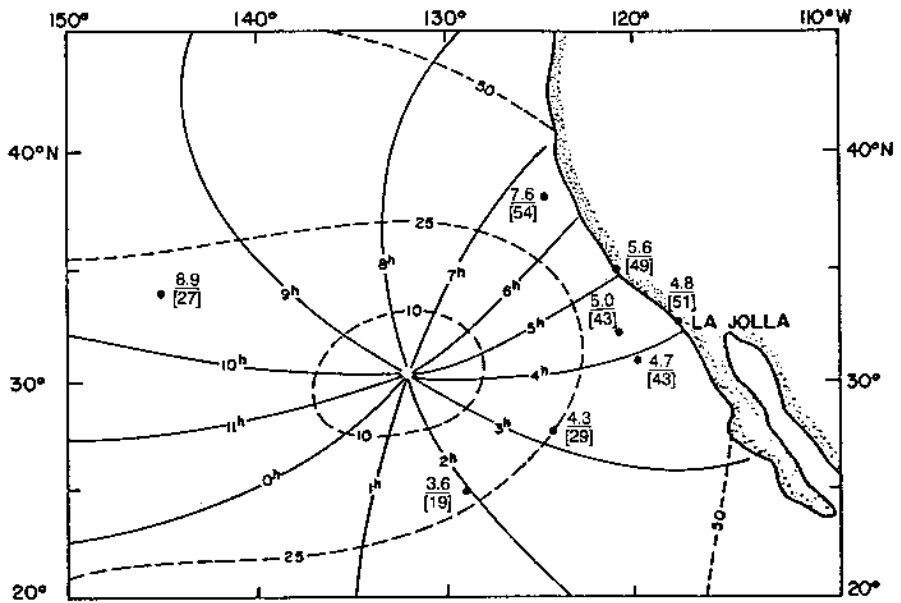 150° 140° 130° 120° 110° W
50
40° N 40° N
7.6
[54]
25
8ʰ 7ʰ
5.6
[49]
8.9
[27]
9ʰ 6ʰ
4.8
[51]
10 5ʰ 5.0
[43]
LA JOLLA
10ʰ 4ʰ 4.7
[43]
30° 30°
11ʰ 10 3ʰ 4.3
[29]
2ʰ
0ʰ 1ʰ 3.6
[19]
50
25
20° 20°